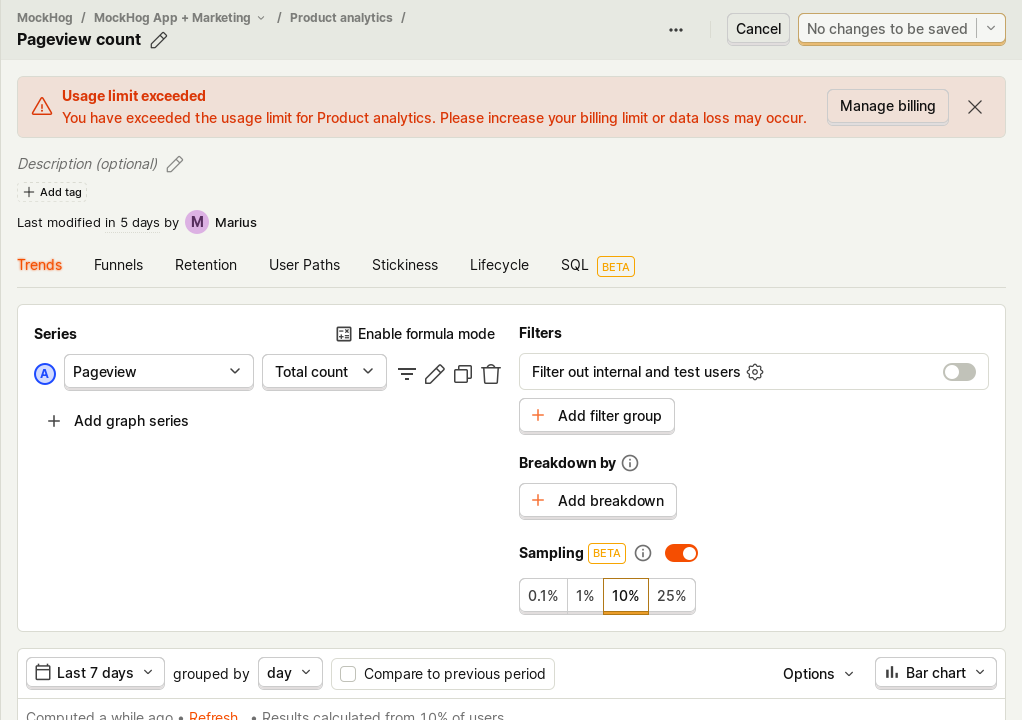 MockHog / MockHog App + Marketing / Product analytics /
Pageview count
Cancel
No changes to be saved
Usage limit exceeded
You have exceeded the usage limit for Product analytics. Please increase your billing limit or data loss may occur.
Manage billing
Description (optional)
Add tag
Last modified in 5 days by M Marius
Trends Funnels Retention User Paths Stickiness Lifecycle SQL BETA
Series
Enable formula mode
A Pageview Total count
Add graph series
Filters
Filter out internal and test users
Add filter group
Breakdown by
Add breakdown
Sampling BETA
0.1% 1% 10% 25%
Last 7 days grouped by day Compare to previous period Options Bar chart
Computed a while ago • Refresh • Results calculated from 10% of users